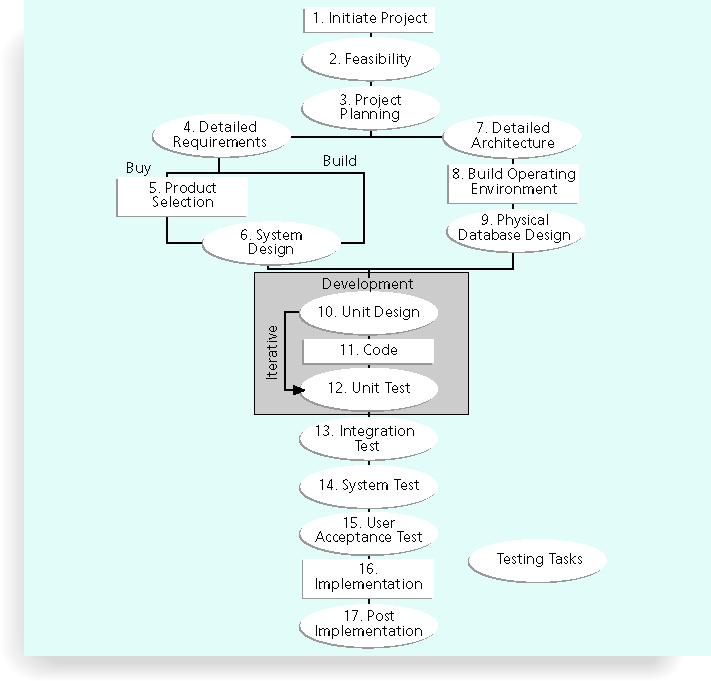 1. Initiate Project
2. Feasibility
3. Project
Planning
4. Detailed
Requirements
7. Detailed
Architecture
Buy
Build
5. Product
Selection
8. Build Operating
Environment
6. System
Design
9. Physical
Database Design
Development
10. Unit Design
Iterative
11. Code
12. Unit Test
13. Integration
Test
14. System Test
15. User
Acceptance Test
Testing Tasks
16.
Implementation
17. Post
Implementation